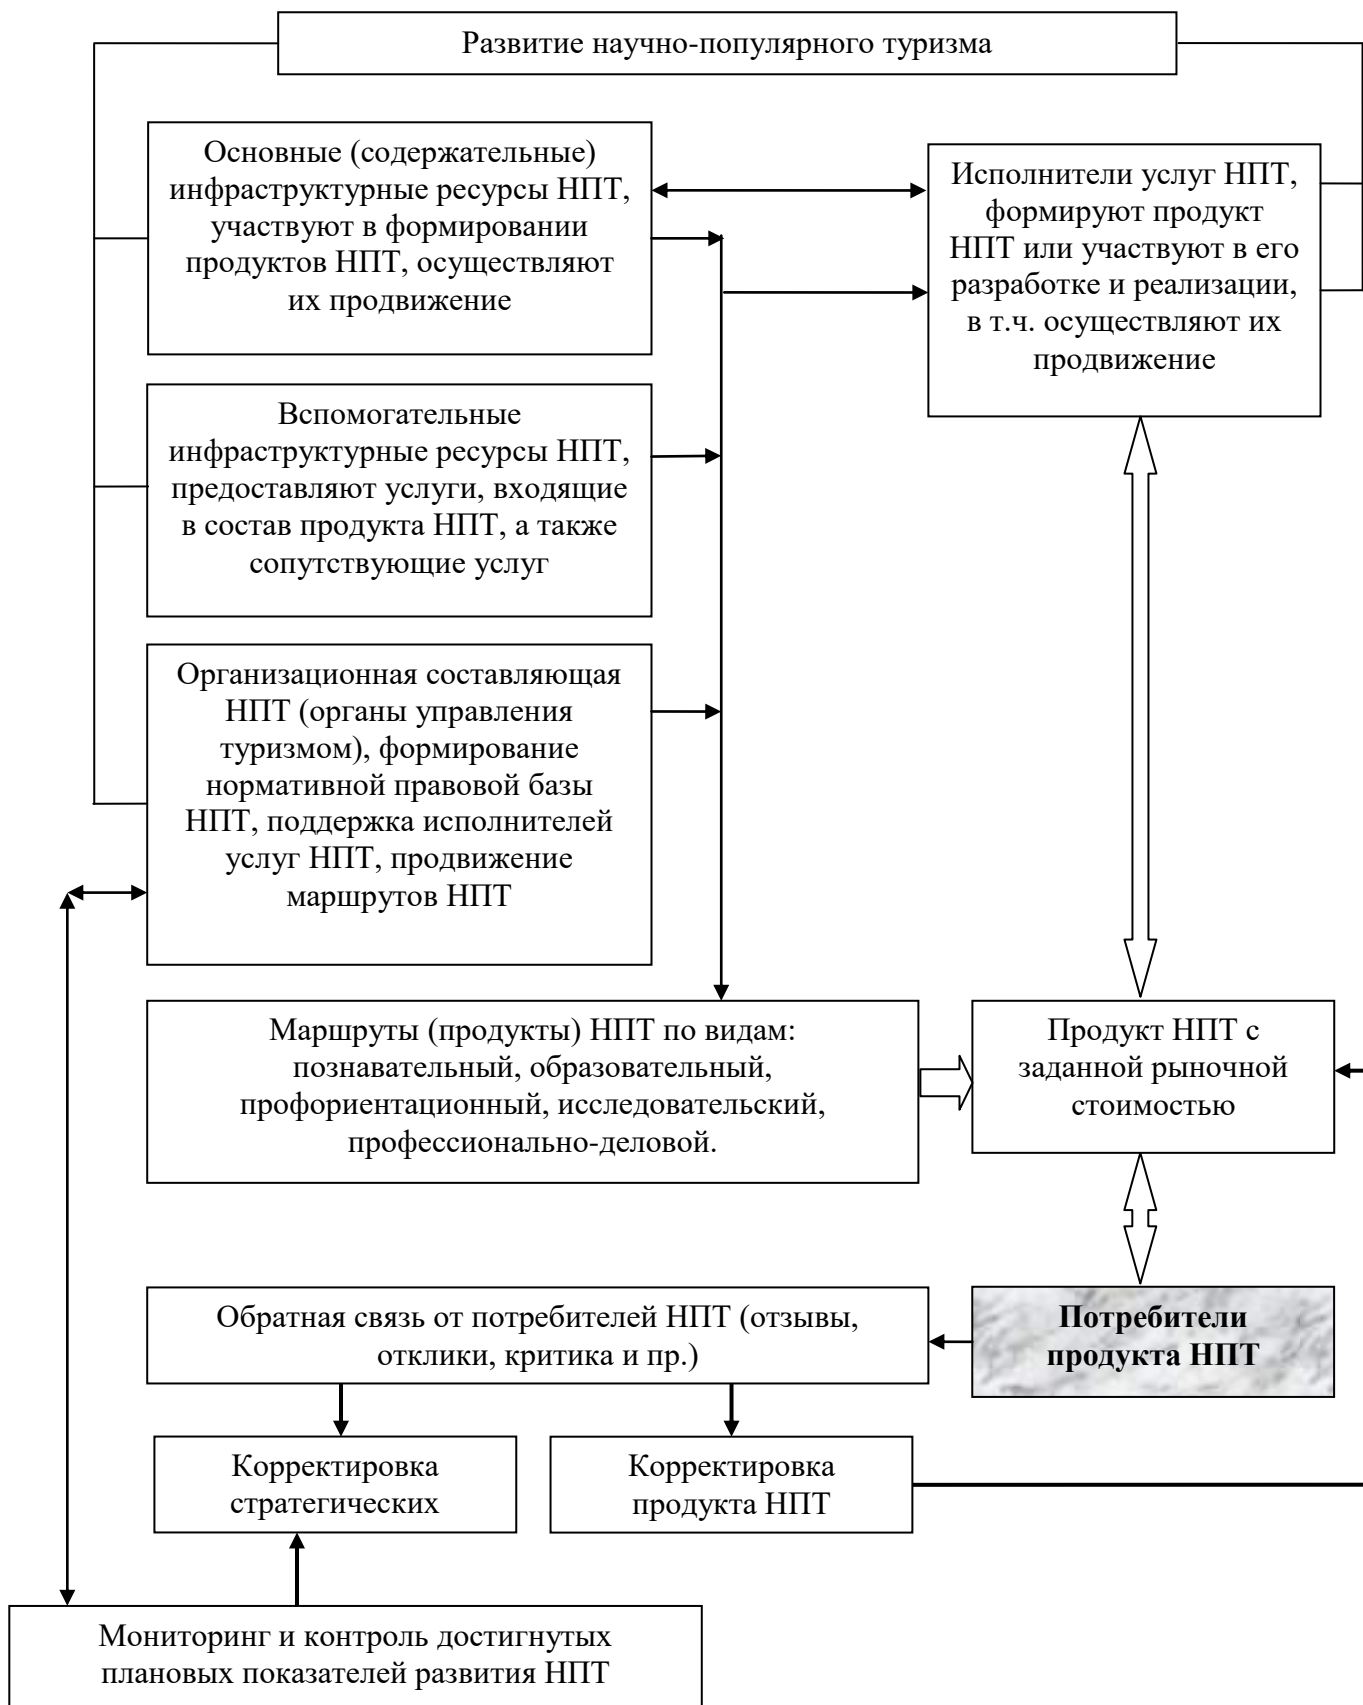 Развитие научно-популярного туризма
Основные (содержательные)
инфраструктурные ресурсы НПТ,
участвуют в формировании
продуктов НПТ, осуществляют
их продвижение
Исполнители услуг НПТ,
формируют продукт
НПТ или участвуют в его
разработке и реализации,
в т.ч. осуществляют их
продвижение
Вспомогательные
инфраструктурные ресурсы НПТ,
предоставляют услуги, входящие
в состав продукта НПТ, а также
сопутствующие услуг
Организационная составляющая
НПТ (органы управления
туризмом), формирование
нормативной правовой базы
НПТ, поддержка исполнителей
услуг НПТ, продвижение
маршрутов НПТ
Маршруты (продукты) НПТ по видам:
познавательный, образовательный,
профориентационный, исследовательский,
профессионально-деловой.
Продукт НПТ с
заданной рыночной
стоимостью
Обратная связь от потребителей НПТ (отзывы,
отклики, критика и пр.)
Потребители
продукта НПТ
Корректировка
стратегических
Корректировка
продукта НПТ
Мониторинг и контроль достигнутых
плановых показателей развития НПТ